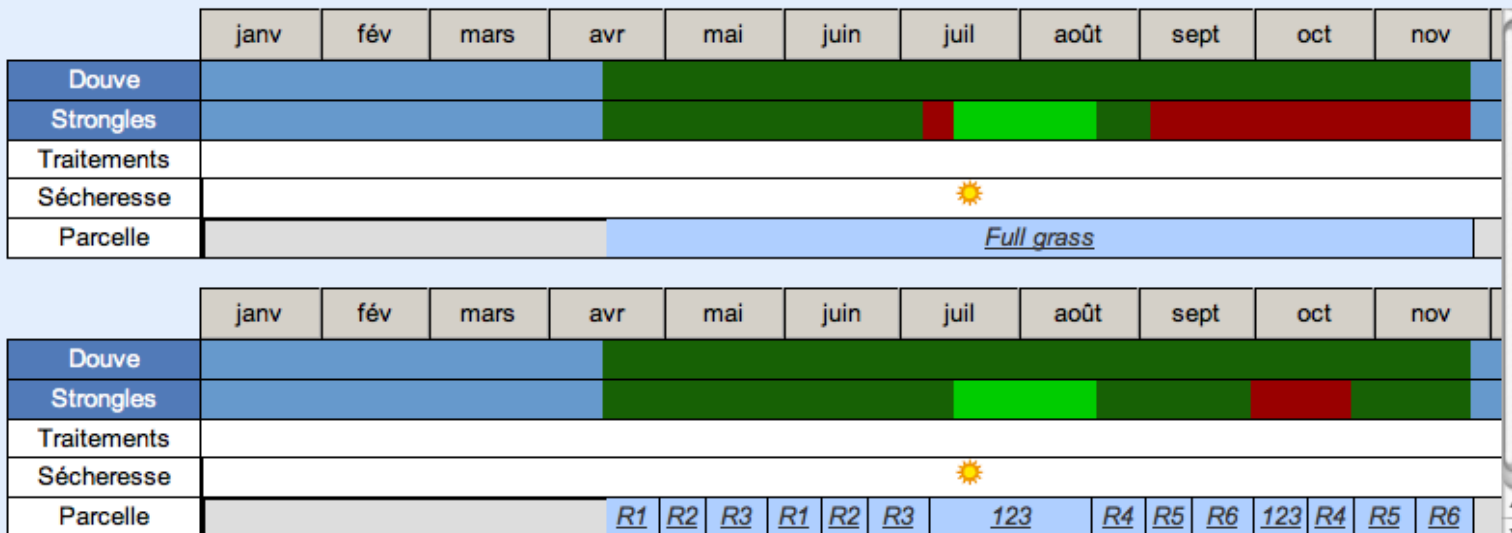 janv fév mars avr mai juin juil août sept oct nov
Douve
Strongles
Traitements
Sécheresse
Parcelle Full grass
janv fév mars avr mai juin juil août sept oct nov
Douve
Strongles
Traitements
Sécheresse
Parcelle R1 R2 R3 R1 R2 R3 123 R4 R5 R6 123 R4 R5 R6